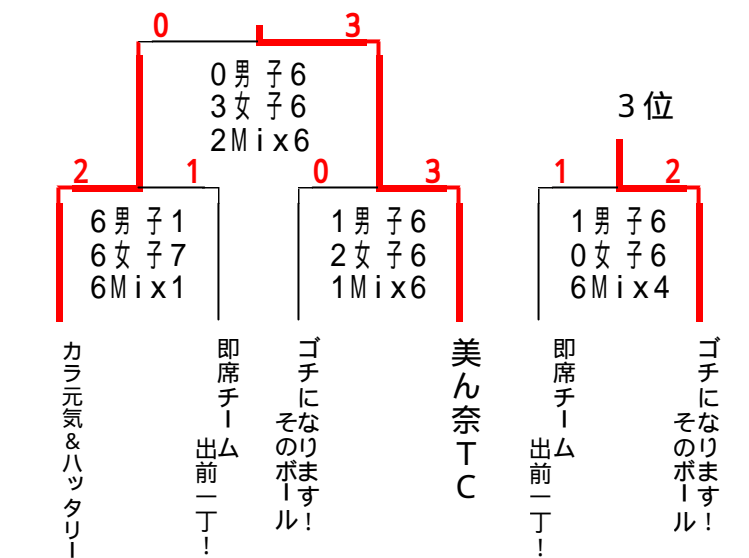 0 3
0男子6
3女子6
2Mix6
3位
2 1 0 3 1 2
6男子1 1男子6 1男子6
6女子7 2女子6 0女子6
6Mix1 1Mix6 6Mix4
カラ元気&ハッタリー
即席チーム
出前一丁!
ゴチになります!
そのボール
美ん奈TC
即席チーム
出前一丁!
ゴチになります!
そのボール